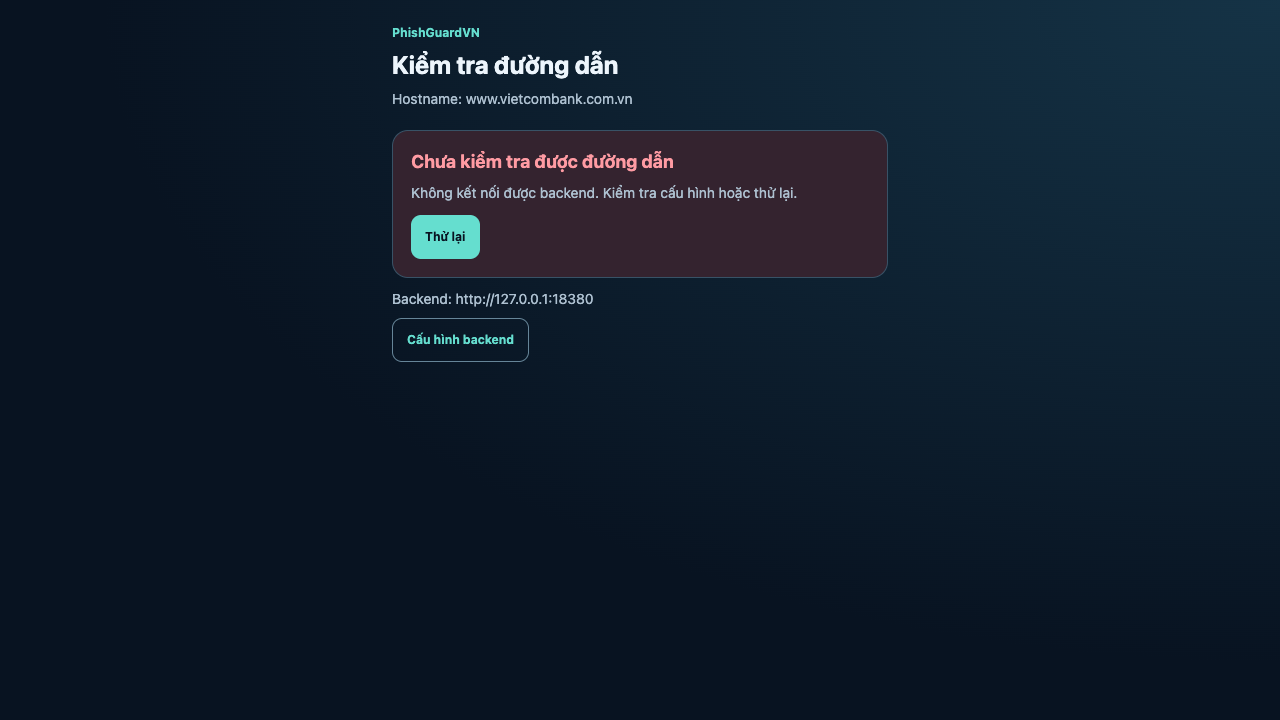 PhishGuardVN
Kiểm tra đường dẫn
Hostname: www.vietcombank.com.vn
Chưa kiểm tra được đường dẫn
Không kết nối được backend. Kiểm tra cấu hình hoặc thử lại.
Thử lại
Backend: http://127.0.0.1:18380
Cấu hình backend